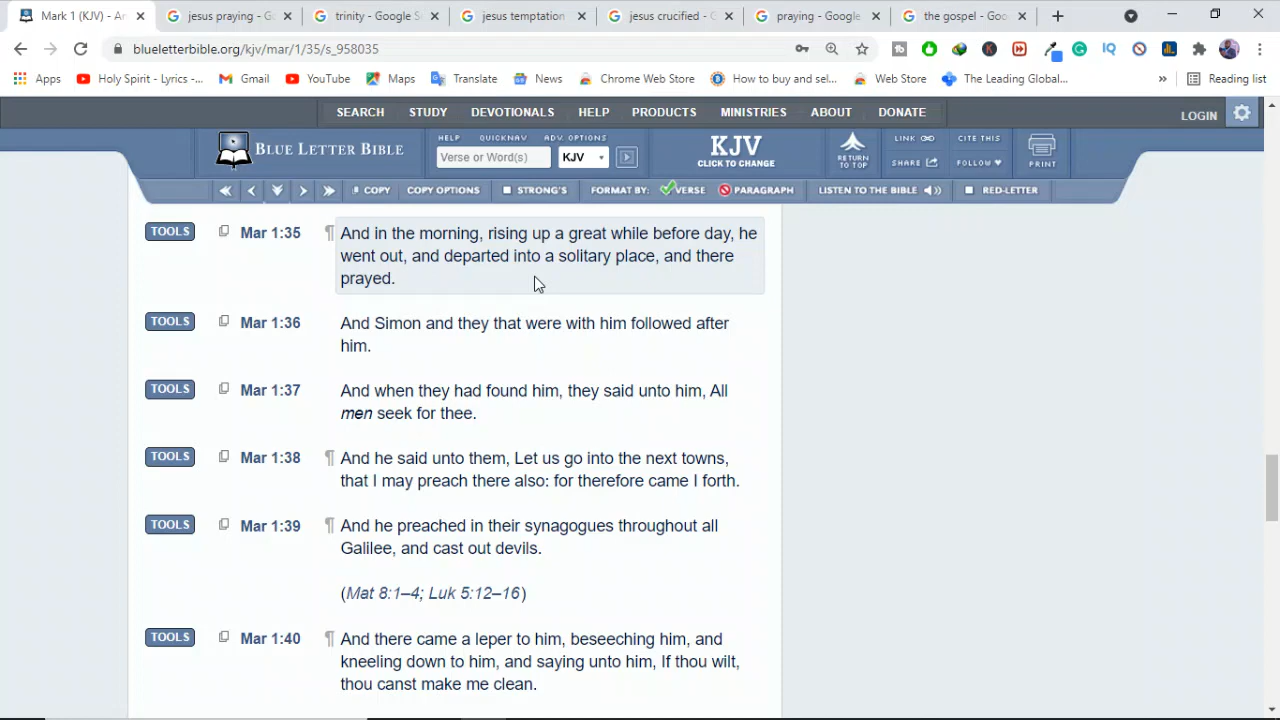 Mark 1 (KJV) - Ar
jesus praying - Go
trinity - Google Se
jesus temptation
jesus crucified - G
praying - Google
the gospel - Goo
blueletterbible.org/kjv/mar/1/35/s_958035
Apps
Holy Spirit - Lyrics -...
Gmail
YouTube
Maps
Translate
News
Chrome Web Store
How to buy and sel...
Web Store
The Leading Global...
»
Reading list
SEARCH
STUDY
DEVOTIONALS
HELP
PRODUCTS
MINISTRIES
ABOUT
DONATE
LOGIN
BLUE LETTER BIBLE
HELP QUICKNAV ADV. OPTIONS
Verse or Word(s)
KJV
KJV
CLICK TO CHANGE
RETURN
TO TOP
LINK
CITE THIS
SHARE
FOLLOW
PRINT
COPY
COPY OPTIONS
STRONG'S
FORMAT BY:
VERSE
PARAGRAPH
LISTEN TO THE BIBLE
RED-LETTER
TOOLS Mar 1:35 ¶ And in the morning, rising up a great while before day, he
went out, and departed into a solitary place, and there
prayed.
TOOLS Mar 1:36 And Simon and they that were with him followed after
him.
TOOLS Mar 1:37 And when they had found him, they said unto him, All
men seek for thee.
TOOLS Mar 1:38 ¶ And he said unto them, Let us go into the next towns,
that I may preach there also: for therefore came I forth.
TOOLS Mar 1:39 ¶ And he preached in their synagogues throughout all
Galilee, and cast out devils.
(Mat 8:1–4; Luk 5:12–16)
TOOLS Mar 1:40 ¶ And there came a leper to him, beseeching him, and
kneeling down to him, and saying unto him, If thou wilt,
thou canst make me clean.